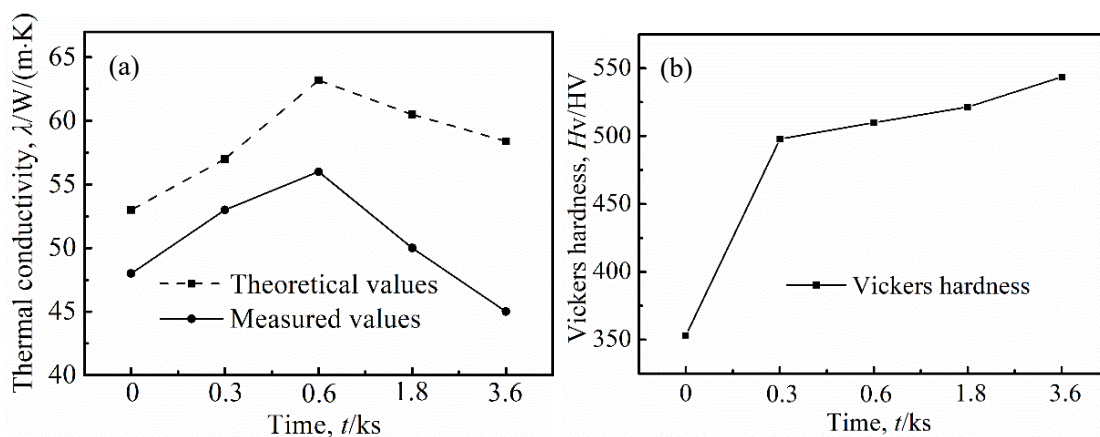 (a)
Thermal conductivity, λ/W/(m·K)
65
60
55
50
45
40
Theoretical values
Measured values
0 0.3 0.6 1.8 3.6
Time, t/ks
(b)
Vickers hardness, Hv/HV
550
500
450
400
350
Vickers hardness
0 0.3 0.6 1.8 3.6
Time, t/ks